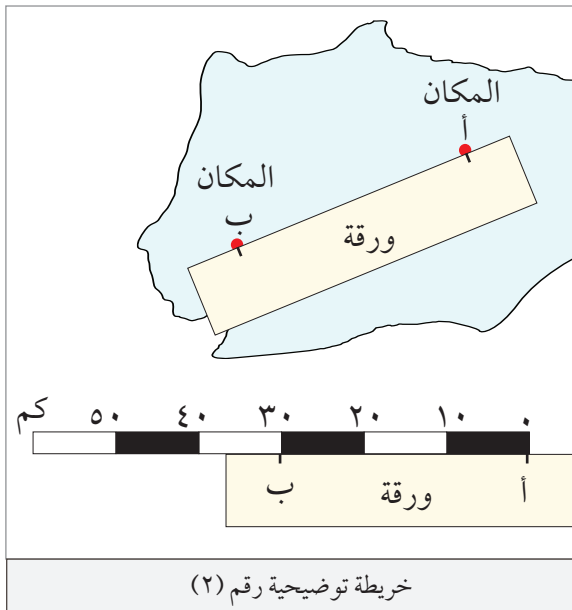 المكان
أ
المكان
ب
ورقة
٠ ١٠ ٢٠ ٣٠ ٤٠ ٥٠ كم
أ ورقة ب
خريطة توضيحية رقم (٢)